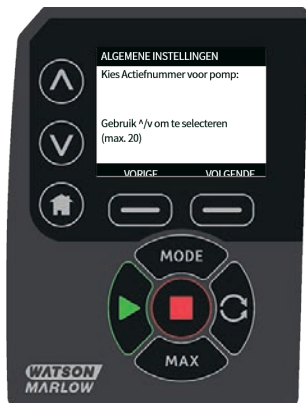 ALGEMENE INSTELLINGEN
Kies Actiefnummer voor pomp:
Gebruik ^/v om te selecteren
(max. 20)
VORIGE VOLGENDE
MODE
MAX
WATSON
MARLOW